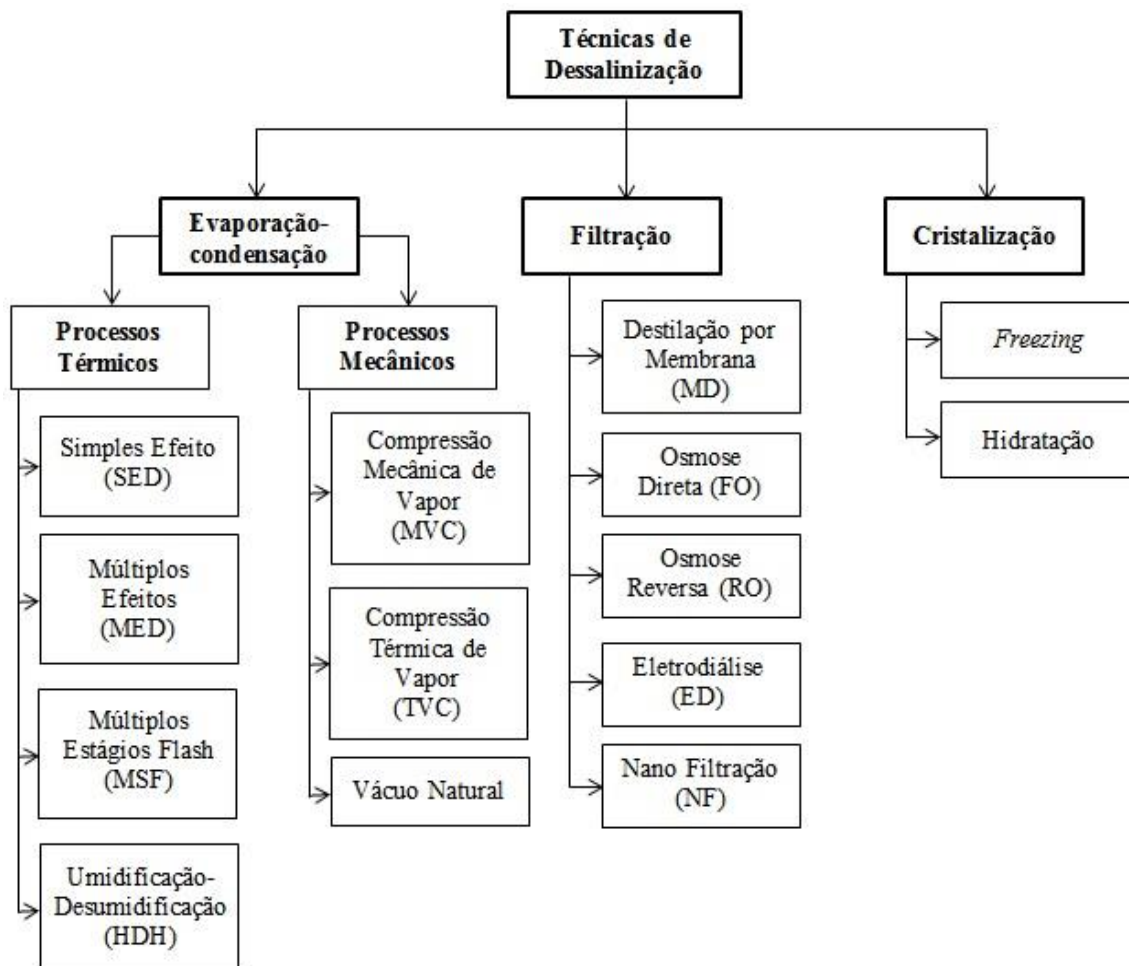 Técnicas de
Dessalinização
Evaporação-
condensação
Filtração
Cristalização
Processos
Térmicos
Processos
Mecânicos
Simples Efeito
(SED)
Múltiplos
Efeitos
(MED)
Múltiplos
Estágios Flash
(MSF)
Umidificação-
Desumidificação
(HDH)
Compressão
Mecânica de
Vapor
(MVC)
Compressão
Térmica de
Vapor
(TVC)
Vácuo Natural
Destilação por
Membrana
(MD)
Osmose
Direta (FO)
Osmose
Reversa (RO)
Eletrodiálise
(ED)
Nano Filtração
(NF)
Freezing
Hidratação